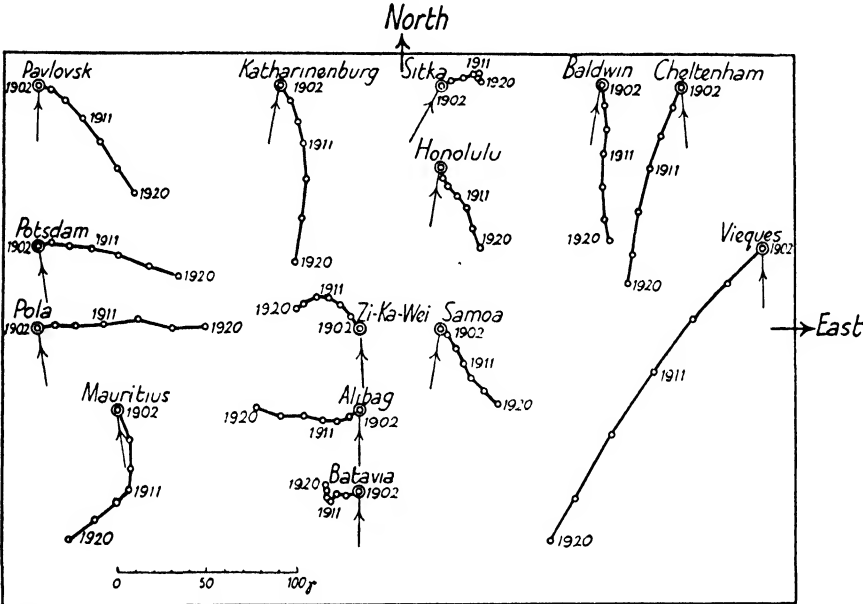 North
Pavlovsk
1902
1911
1920
Katharinenburg
1902
1911
1920
Sitka
1902
1911
1920
Baldwin
1902
1911
1920
Cheltenham
1902
1911
1920
Honolulu
1911
1920
Potsdam
1902
1911
1920
Vieques
1902
1911
1920
Pola
1902
1911
1920
Zi-Ka-Wei
1902
1911
1920
Samoa
1902
1911
1920
East
Mauritius
1902
1911
1920
Alibag
1902
1911
1920
Batavia
1902
1911
1920
0 50 100 γ